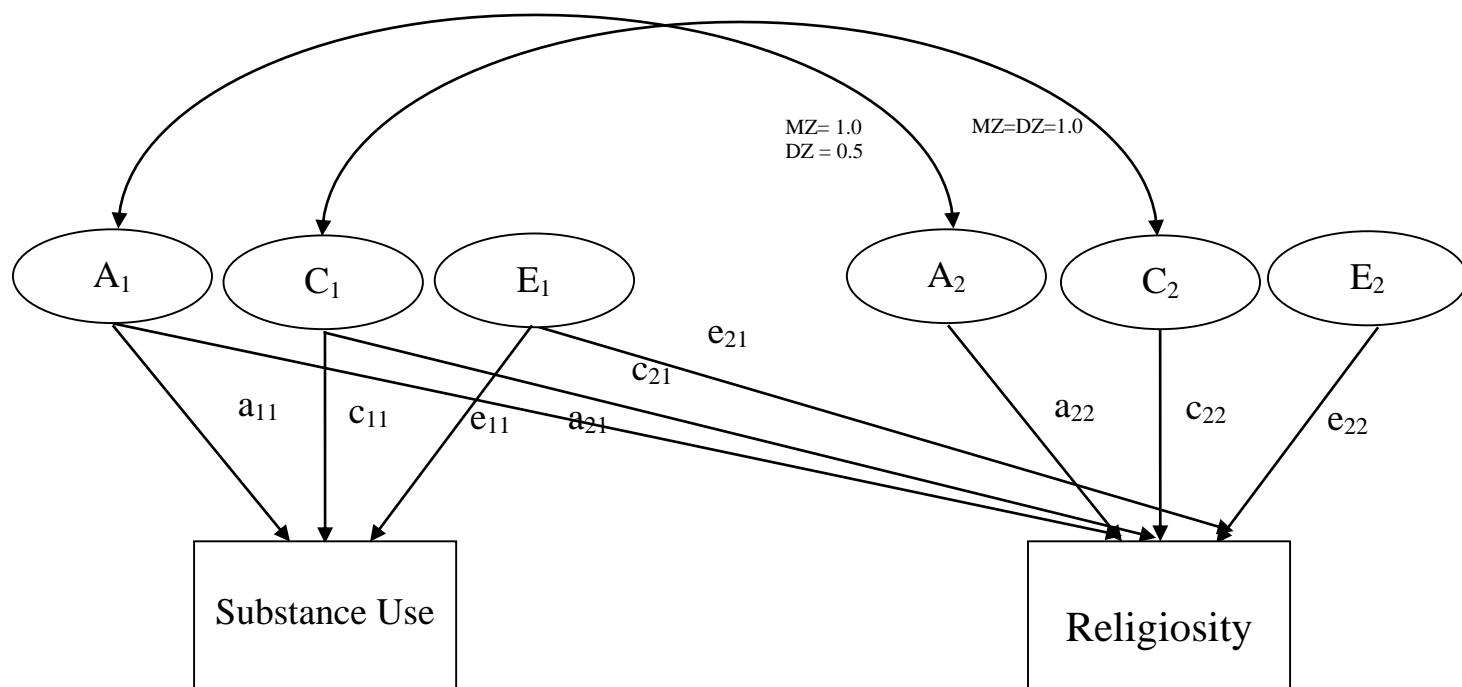 MZ= 1.0
DZ = 0.5
MZ=DZ=1.0
A₁
C₁
E₁
A₂
C₂
E₂
e₂₁
c₂₁
a₁₁
c₁₁
e₁₁
a₂₁
a₂₂
c₂₂
e₂₂
Substance Use
Religiosity